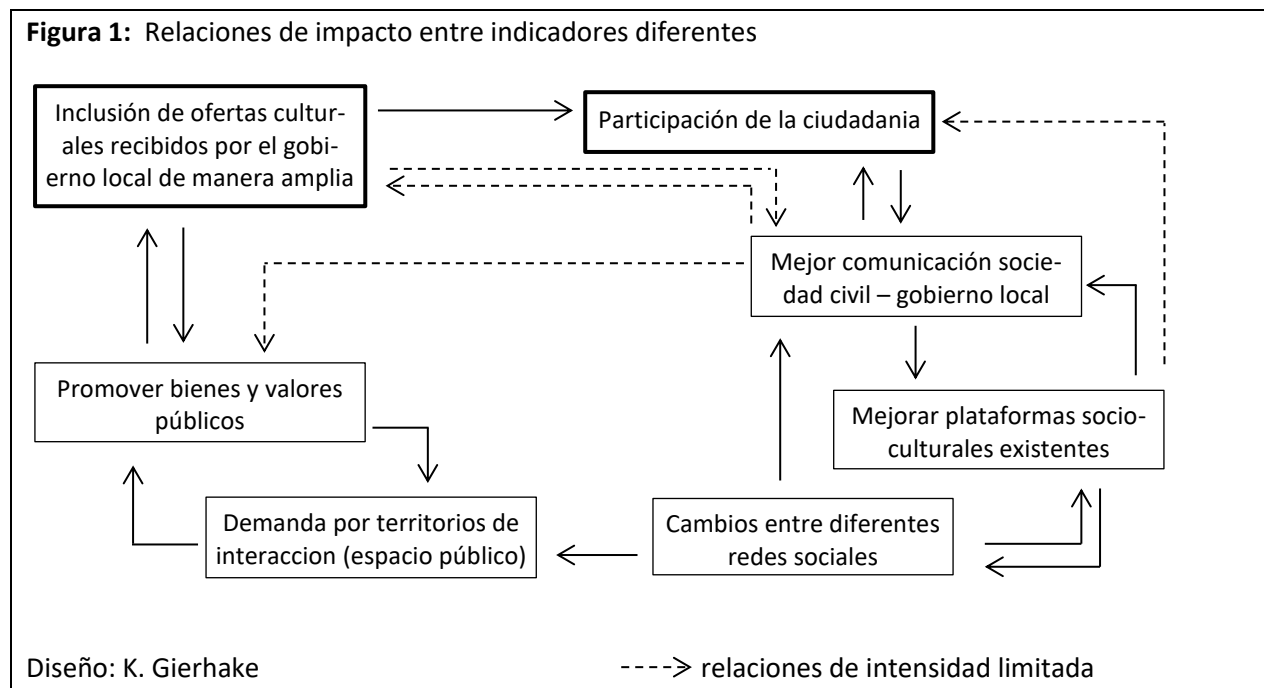 Figura 1: Relaciones de impacto entre indicadores diferentes
Inclusión de ofertas cultur-
ales recibidos por el gobi-
erno local de manera amplia
Participación de la ciudadania
Mejor comunicación socie-
dad civil – gobierno local
Promover bienes y valores
públicos
Mejorar plataformas socio-
culturales existentes
Demanda por territorios de
interaccion (espacio público)
Cambios entre diferentes
redes sociales
Diseño: K. Gierhake
relaciones de intensidad limitada